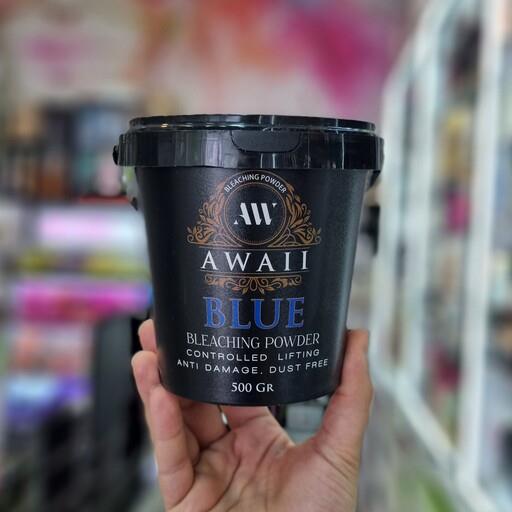 BLEACHING POWDER
AW
AWAII
BLUE
BLEACHING POWDER
CONTROLLED LIFTING
ANTI DAMAGE, DUST FREE
500 GR